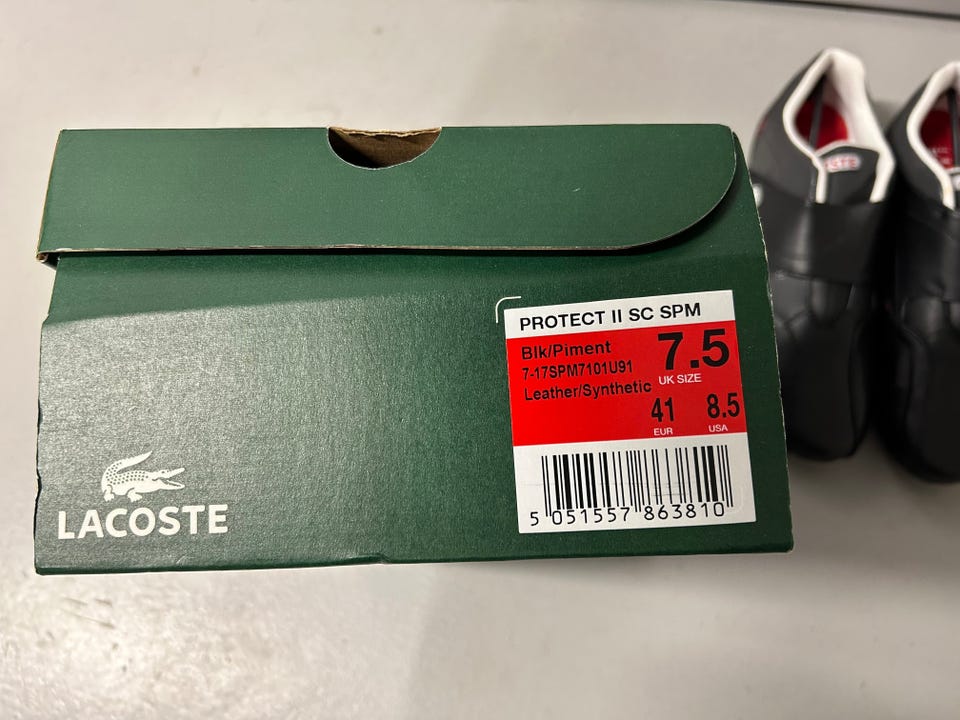 PROTECT II SC SPM
Blk/Piment
7-17SPM7101U91
Leather/Synthetic
7.5
UK SIZE
41
EUR
8.5
USA
5 051557 863810
LACOSTE